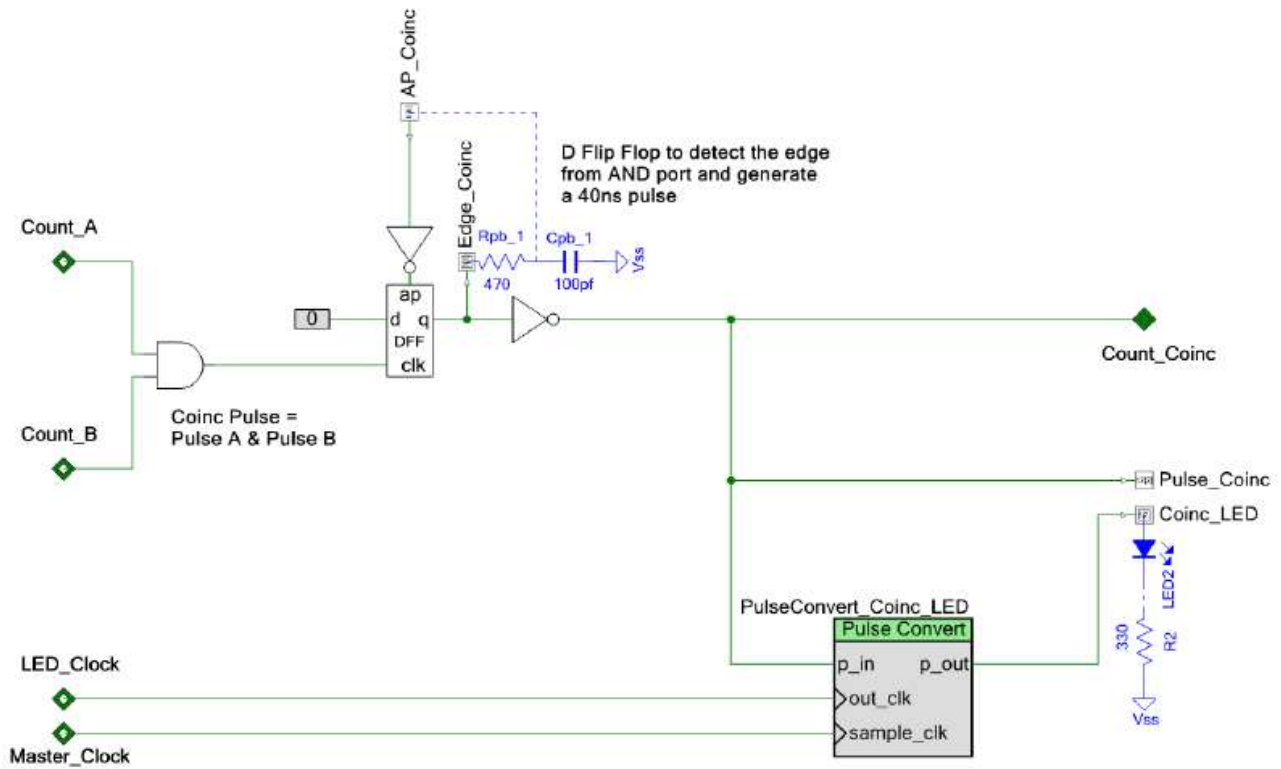 AP_Coinc
D Flip Flop to detect the edge
from AND port and generate
a 40ns pulse
Edge_Coinc
Count_A
Rpb_1
Cpb_1
470
100pf
Vss
ap
0
d q
DFF
clk
Count_Coinc
Coinc Pulse =
Pulse A & Pulse B
Count_B
Pulse_Coinc
Coinc_LED
LED2
PulseConvert_Coinc_LED
Pulse Convert
330
R2
LED_Clock
p_in p_out
out_clk
Vss
sample_clk
Master_Clock